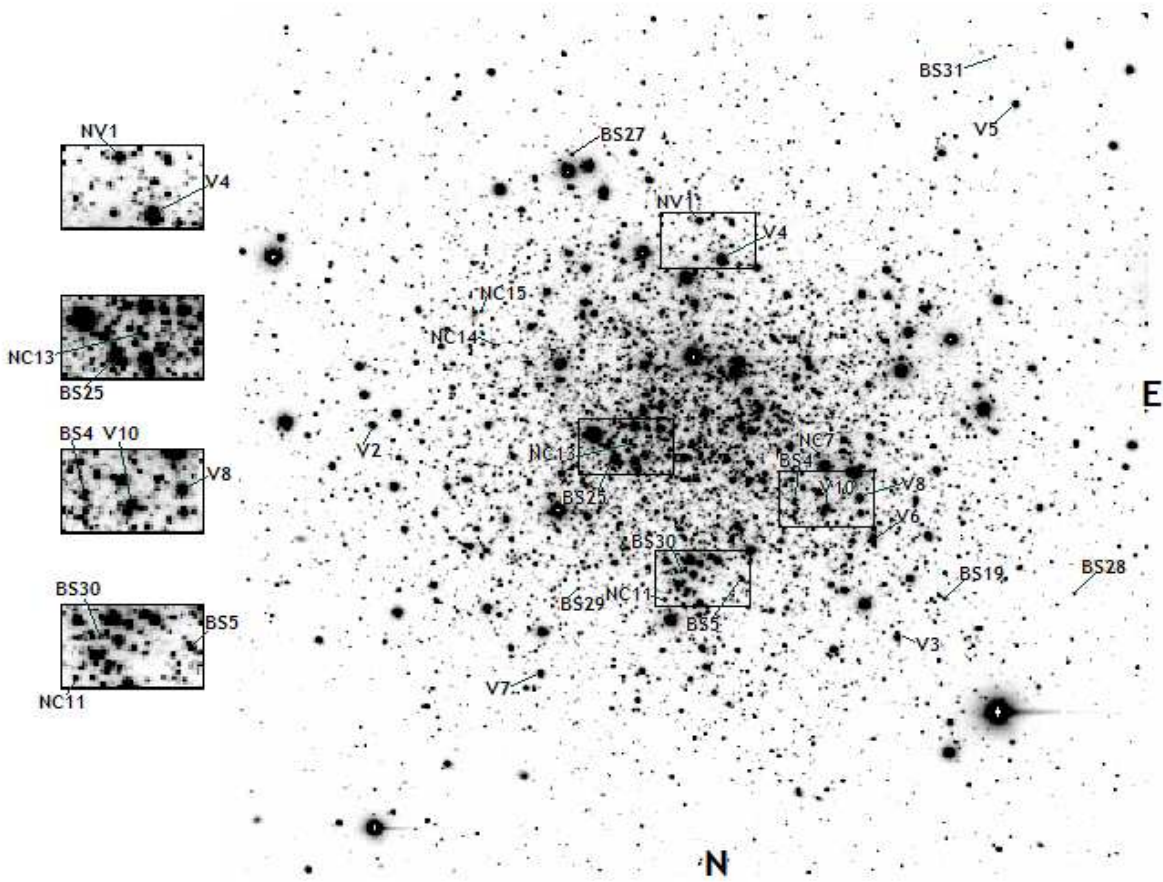 BS31
V5
BS27
NV1
V4
NV1
V4
NC15
NC14
NC13
BS25
E
V2
NC13
BS25
NC7
BS4
V10
V8
BS4 V10
V8
V6
BS30
BS19
BS28
BS29
NC11
BS5
BS30
BS5
NC11
V3
V7
N